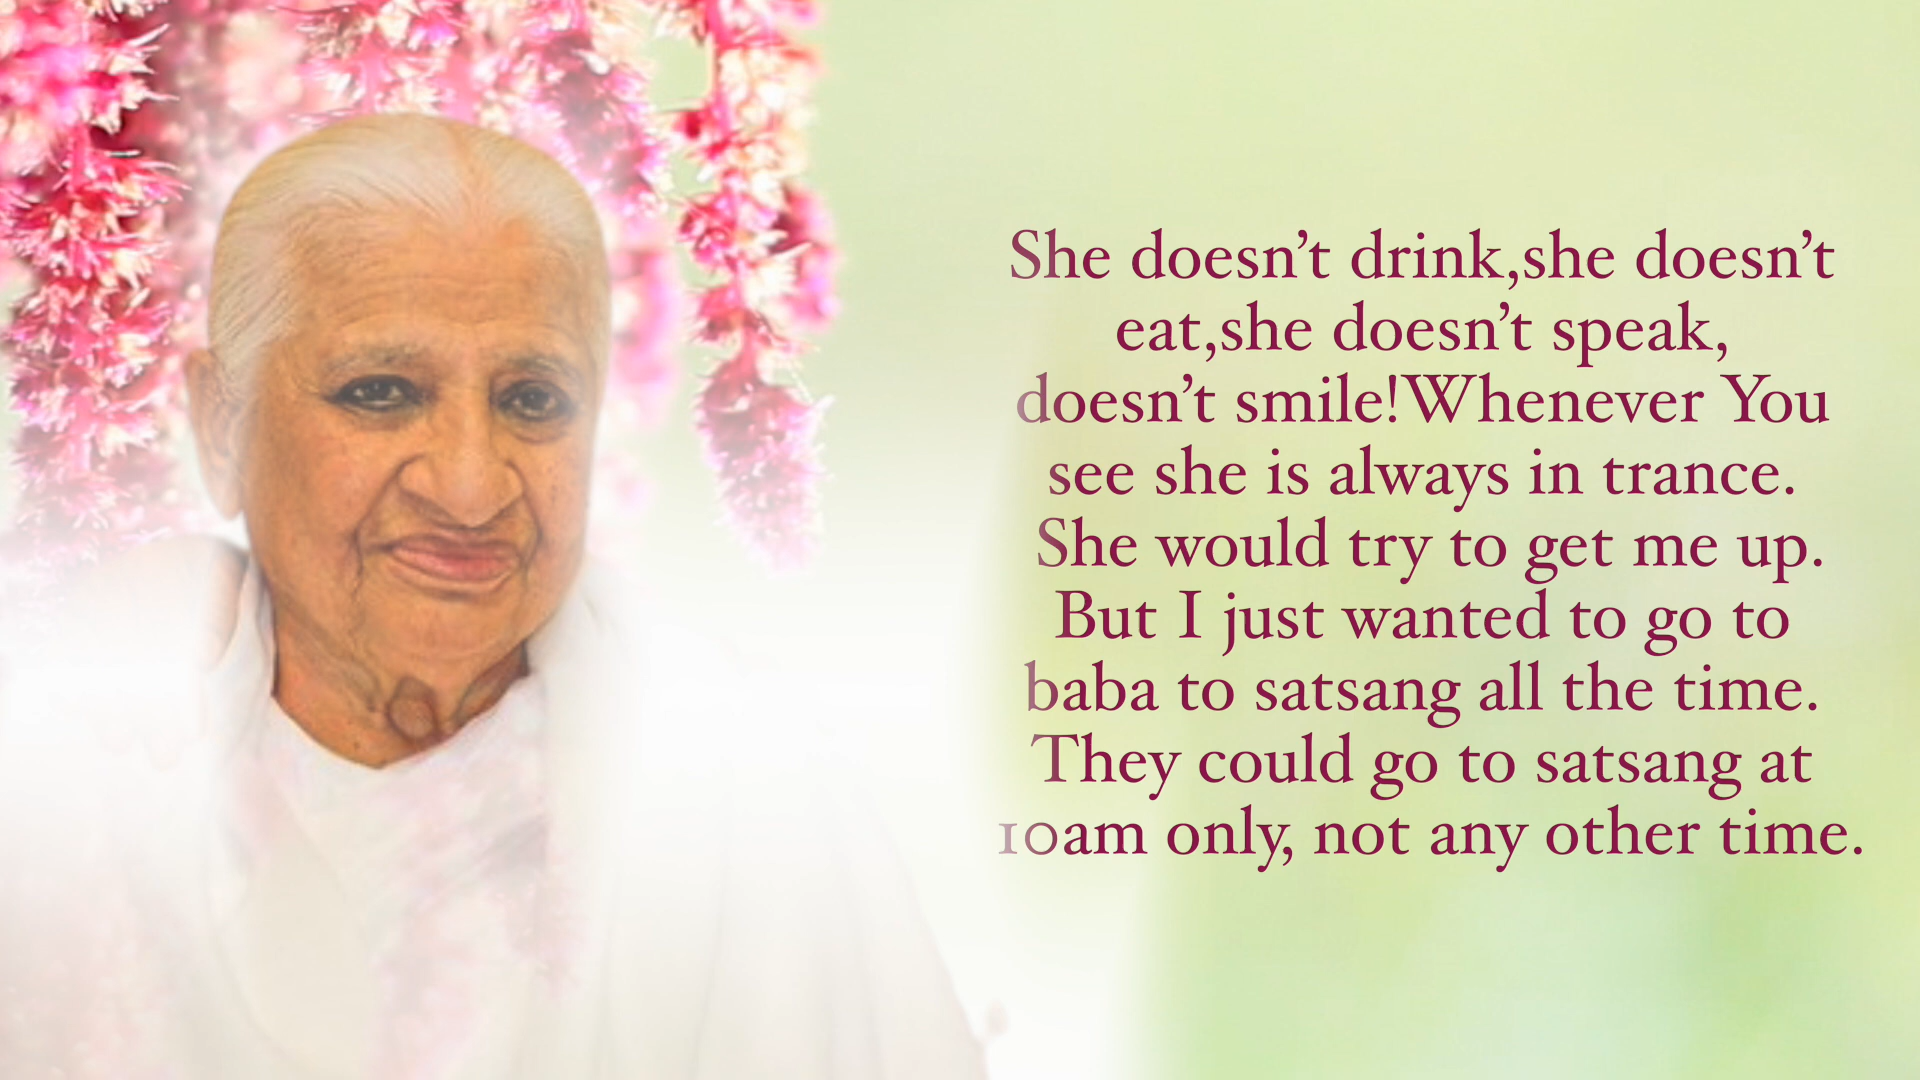 She doesn’t drink,she doesn’t
eat,she doesn’t speak,
doesn’t smile!Whenever You
see she is always in trance.
She would try to get me up.
But I just wanted to go to
baba to satsang all the time.
They could go to satsang at
10am only, not any other time.